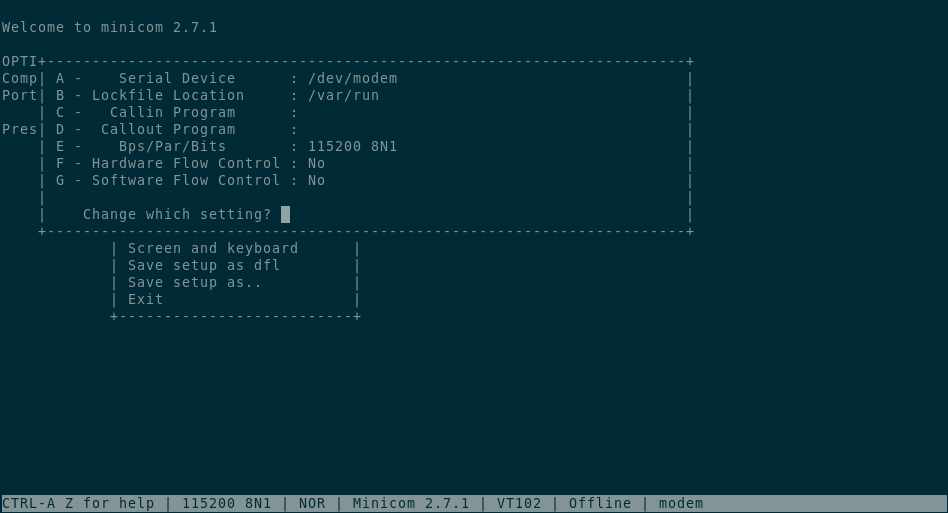 Welcome to minicom 2.7.1
OPTI+-----------------------------------------------------------------------+
Comp| A -    Serial Device      : /dev/modem                                |
Port| B - Lockfile Location     : /var/run                                  |
    | C -   Callin Program      :                                           |
Pres| D -  Callout Program      :                                           |
    | E -    Bps/Par/Bits       : 115200 8N1                                |
    | F - Hardware Flow Control : No                                        |
    | G - Software Flow Control : No                                        |
    |                                                                       |
    |    Change which setting?                                              |
    +-----------------------------------------------------------------------+
            | Screen and keyboard      |
            | Save setup as dfl        |
            | Save setup as..          |
            | Exit                     |
            +--------------------------+
CTRL-A Z for help | 115200 8N1 | NOR | Minicom 2.7.1 | VT102 | Offline | modem